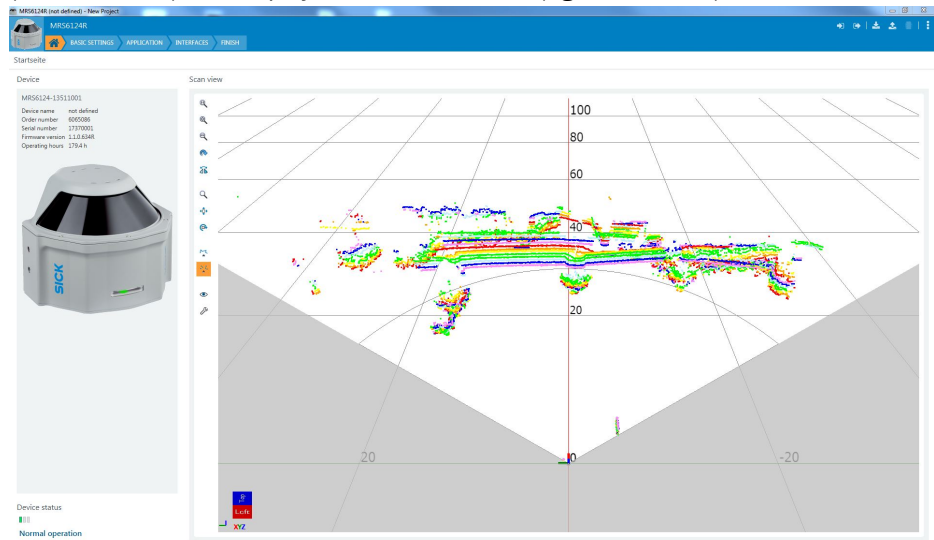 MRS6124R (not defined) - New Project
MRS6124R
BASIC SETTINGS
APPLICATION
INTERFACES
FINISH
Startseite
Device
Scan view
MRS6124-13511001
Device name not defined
Order number 6065086
Serial number 17370001
Firmware version 1.1.0.634R
Operating hours 179.4 h
SICK
100
80
60
40
20
20
0
-20
Left
XYZ
Device status
Normal operation